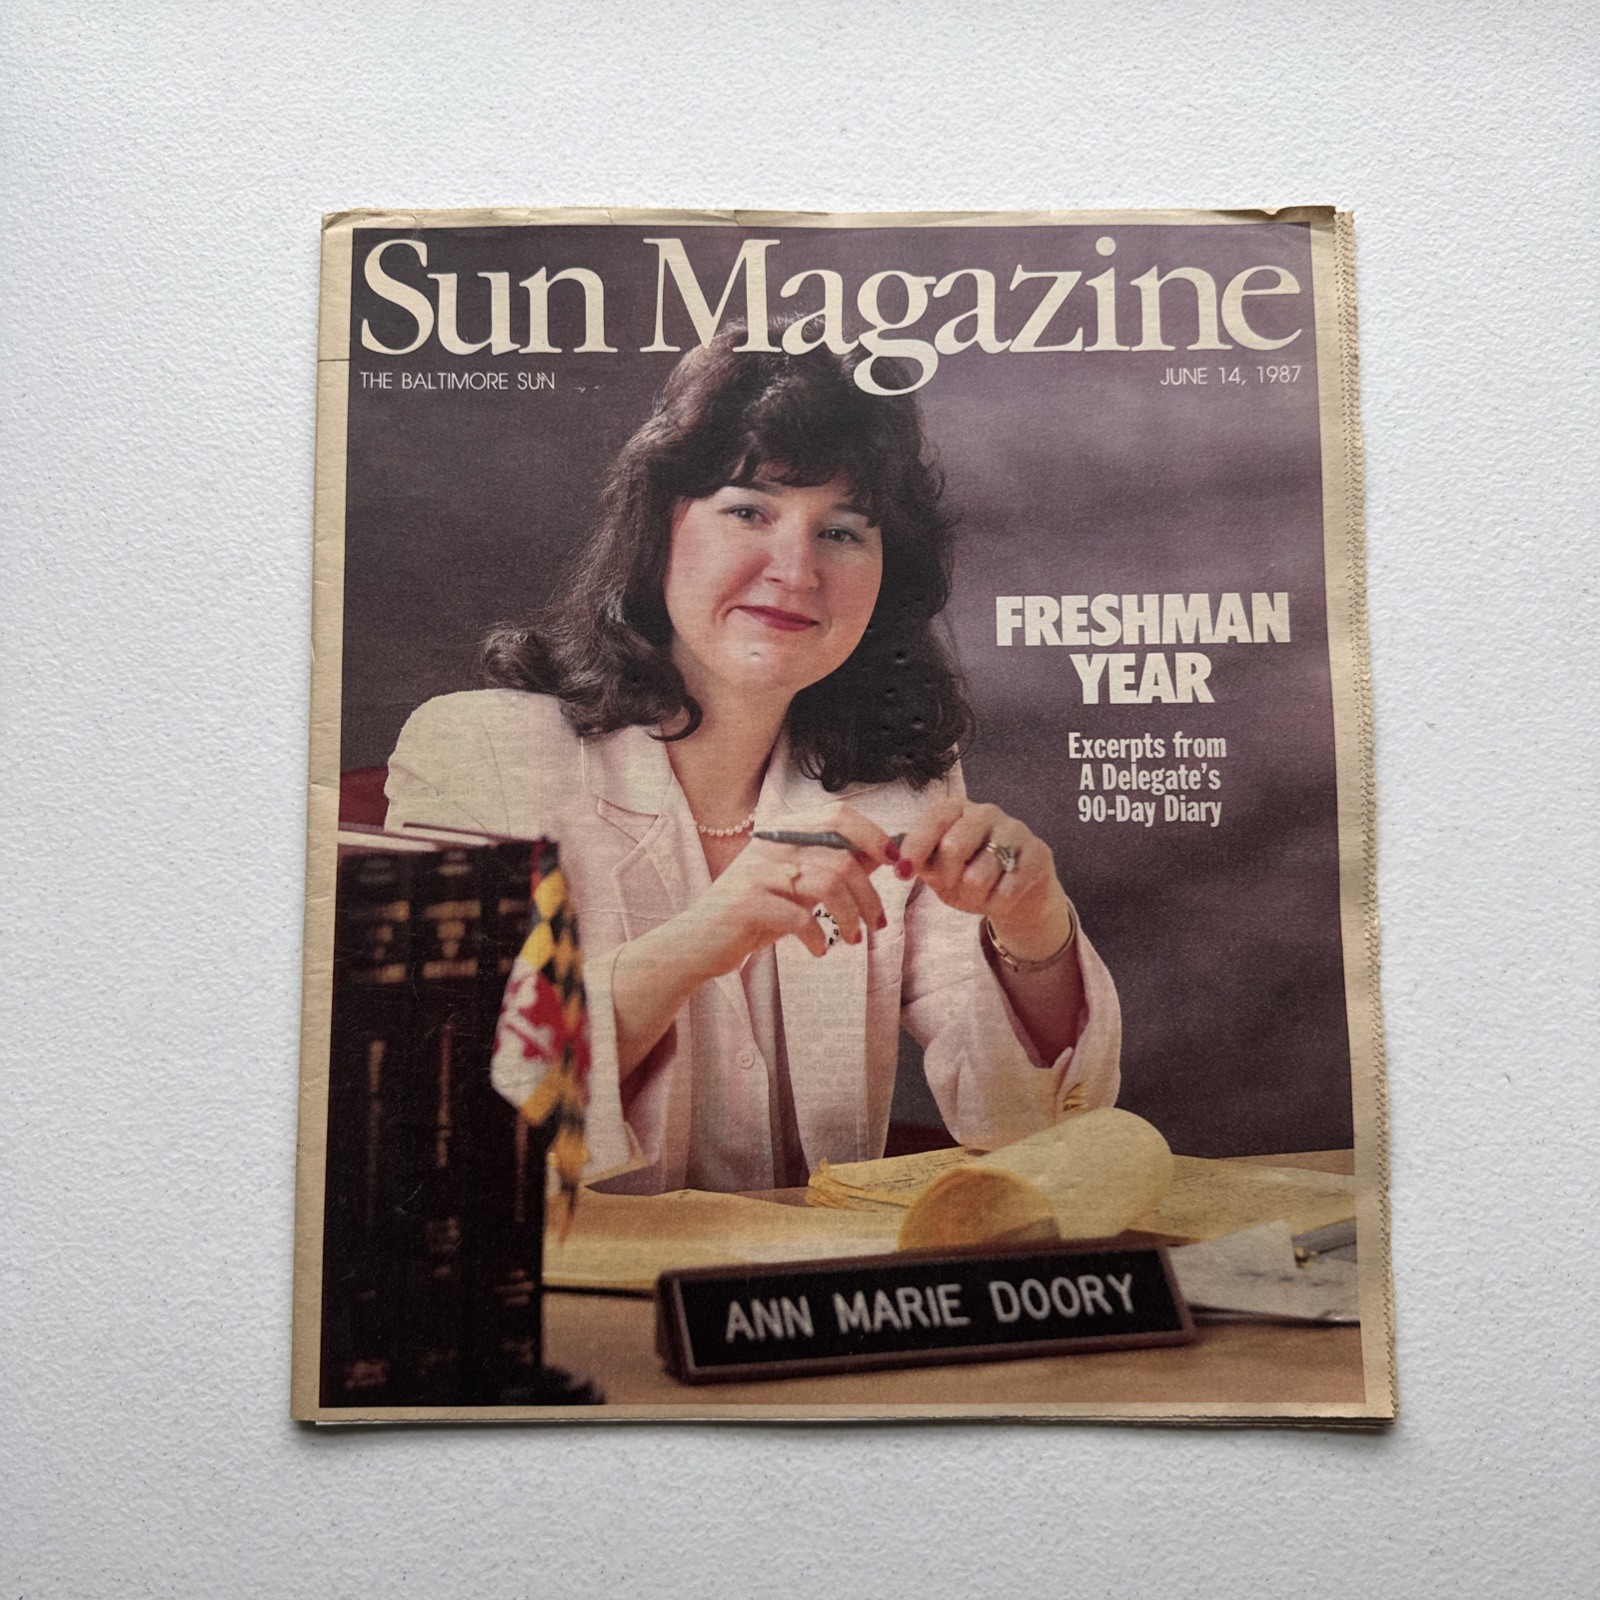 Sun Magazine
THE BALTIMORE SUN
JUNE 14, 1987
FRESHMAN
YEAR
Excerpts from
A Delegate's
90-Day Diary
ANN MARIE DOORY